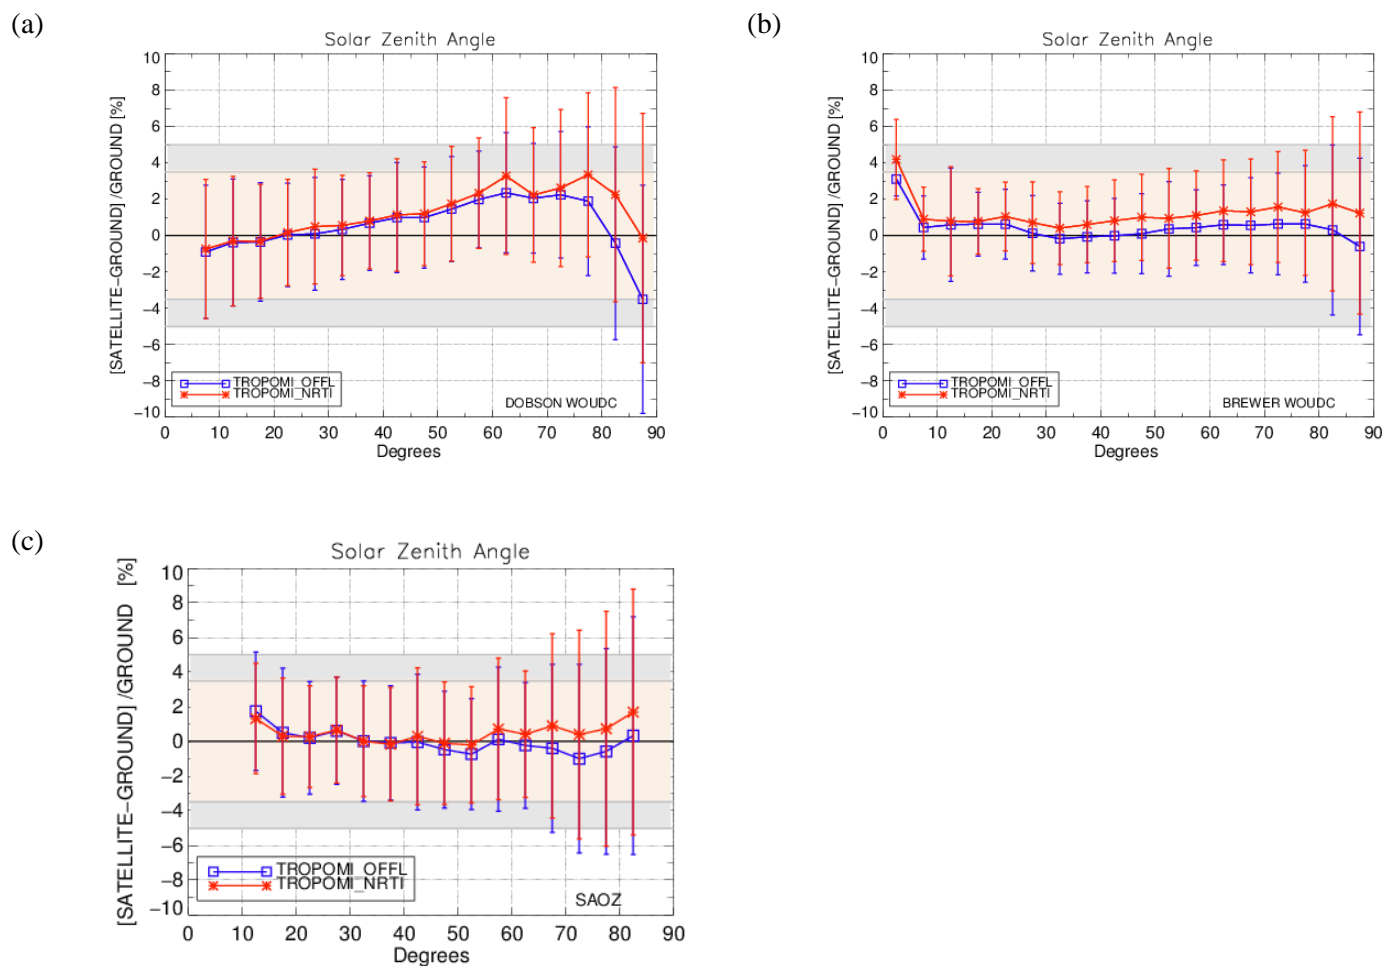 (a)
Solar Zenith Angle
[SATELLITE-GROUND]/GROUND [%]
10
8
6
4
2
0
-2
-4
-6
-8
-10
TROPOMI_OFFL
TROPOMI_NRTI
DOBSON WOUDC
0 10 20 30 40 50 60 70 80 90
Degrees
(b)
Solar Zenith Angle
[SATELLITE-GROUND]/GROUND [%]
10
8
6
4
2
0
-2
-4
-6
-8
-10
TROPOMI_OFFL
TROPOMI_NRTI
BREWER WOUDC
0 10 20 30 40 50 60 70 80 90
Degrees
(c)
Solar Zenith Angle
[SATELLITE-GROUND] /GROUND [%]
10
8
6
4
2
0
-2
-4
-6
-8
-10
TROPOMI_OFFL
TROPOMI_NRTI
SAOZ
0 10 20 30 40 50 60 70 80 90
Degrees